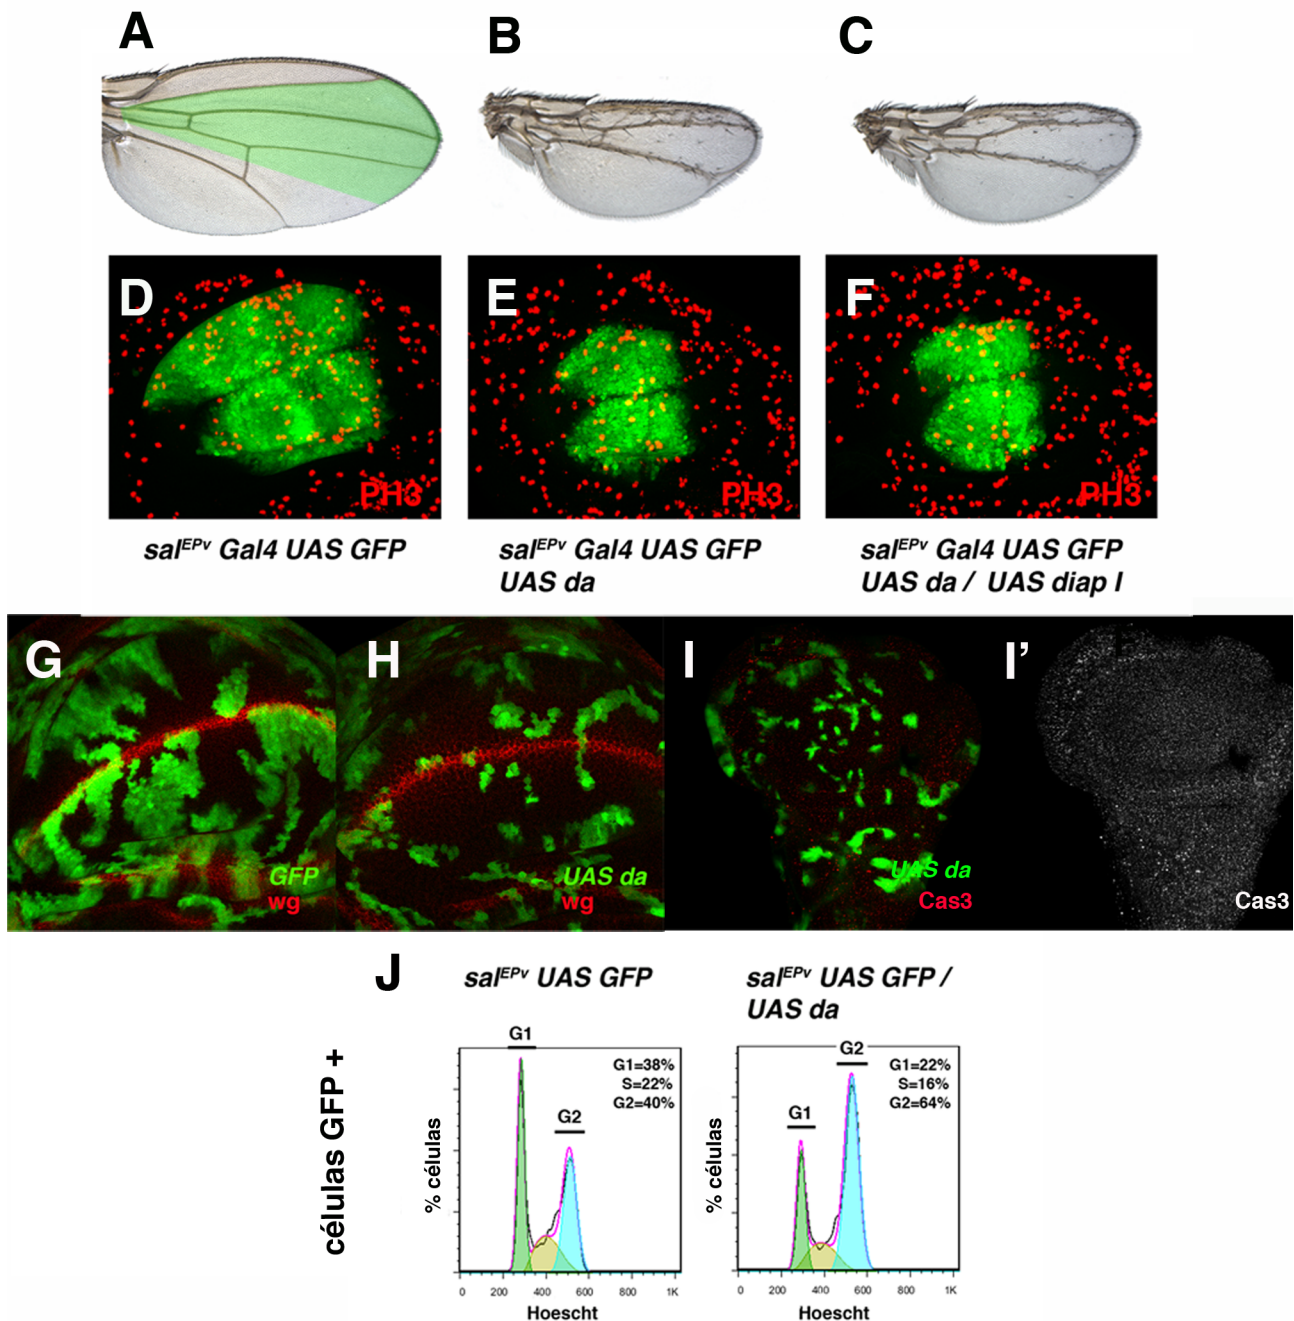 A
B
C
D
PH3
E
PH3
F
PH3
sal^EPv Gal4 UAS GFP
sal^EPv Gal4 UAS GFP
UAS da
sal^EPv Gal4 UAS GFP
UAS da / UAS diap I
G
GFP
wg
H
UAS da
wg
I
UAS da
Cas3
I’
Cas3
J
sal^EPv UAS GFP
sal^EPv UAS GFP /
UAS da
células GFP +
% células
G1
G2
G1=38%
S=22%
G2=40%
0 200 400 600 800 1K
Hoescht
% células
G1
G2
G1=22%
S=16%
G2=64%
0 200 400 600 800 1K
Hoescht